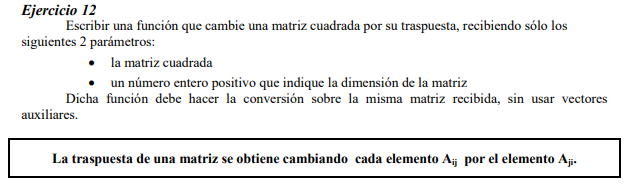 Ejercicio 12
Escribir una función que cambie una matriz cuadrada por su traspuesta, recibiendo sólo los
siguientes 2 parámetros:
• la matriz cuadrada
• un número entero positivo que indique la dimensión de la matriz
Dicha función debe hacer la conversión sobre la misma matriz recibida, sin usar vectores
auxiliares.
La traspuesta de una matriz se obtiene cambiando cada elemento Aij por el elemento Aji.